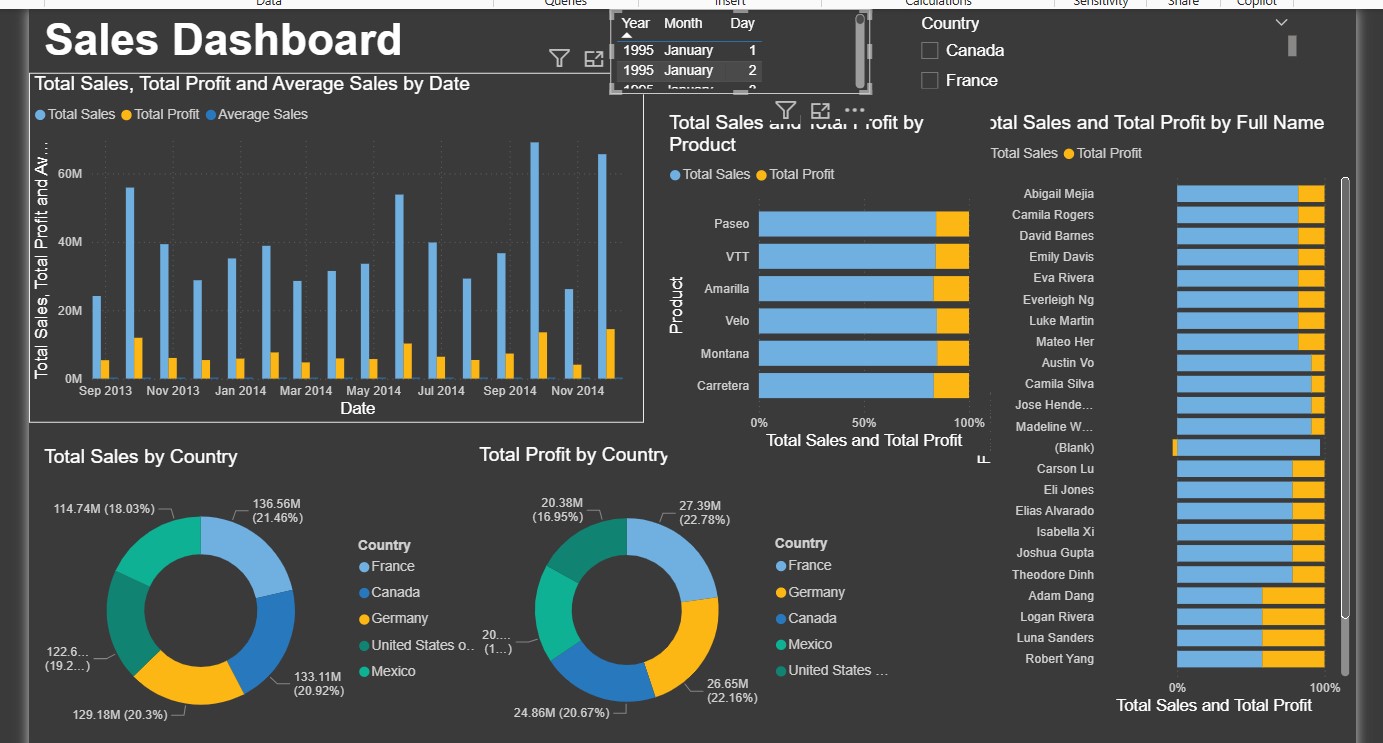 Data Queries Insert Calculations Sensitivity Share Copilot
Sales Dashboard
Year Month Day
1995 January 1
1995 January 2
1995 January 3
Country
Canada
France
Total Sales, Total Profit and Average Sales by Date
Total Sales Total Profit Average Sales
Total Sales, Total Profit and Av...
60M
40M
20M
0M
Sep 2013 Nov 2013 Jan 2014 Mar 2014 May 2014 Jul 2014 Sep 2014 Nov 2014
Date
Total Sales and Total Profit by
Product
Total Sales Total Profit
Product
Paseo
VTT
Amarilla
Velo
Montana
Carretera
0% 50% 100%
Total Sales and Total Profit
otal Sales and Total Profit by Full Name
Total Sales Total Profit
Abigail Mejia
Camila Rogers
David Barnes
Emily Davis
Eva Rivera
Everleigh Ng
Luke Martin
Mateo Her
Austin Vo
Camila Silva
Jose Hende...
Madeline W...
(Blank)
Carson Lu
Eli Jones
Elias Alvarado
Isabella Xi
Joshua Gupta
Theodore Dinh
Adam Dang
Logan Rivera
Luna Sanders
Robert Yang
0% 100%
Total Sales and Total Profit
Total Sales by Country
114.74M (18.03%)
136.56M
(21.46%)
122.6...
(19.2...)
133.11M
(20.92%)
129.18M (20.3%)
Country
France
Canada
Germany
United States o..
Mexico
Total Profit by Country
20.38M
(16.95%)
27.39M
(22.78%)
20....
(1...)
26.65M
(22.16%)
24.86M (20.67%)
Country
France
Germany
Canada
Mexico
United States ...